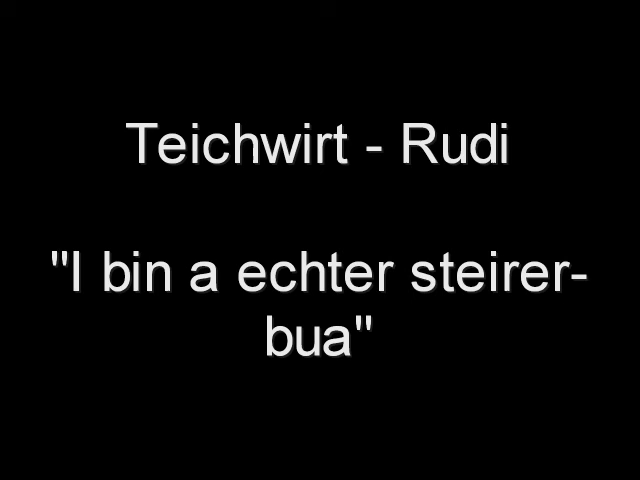 Teichwirt - Rudi
"I bin a echter steirer-
bua"